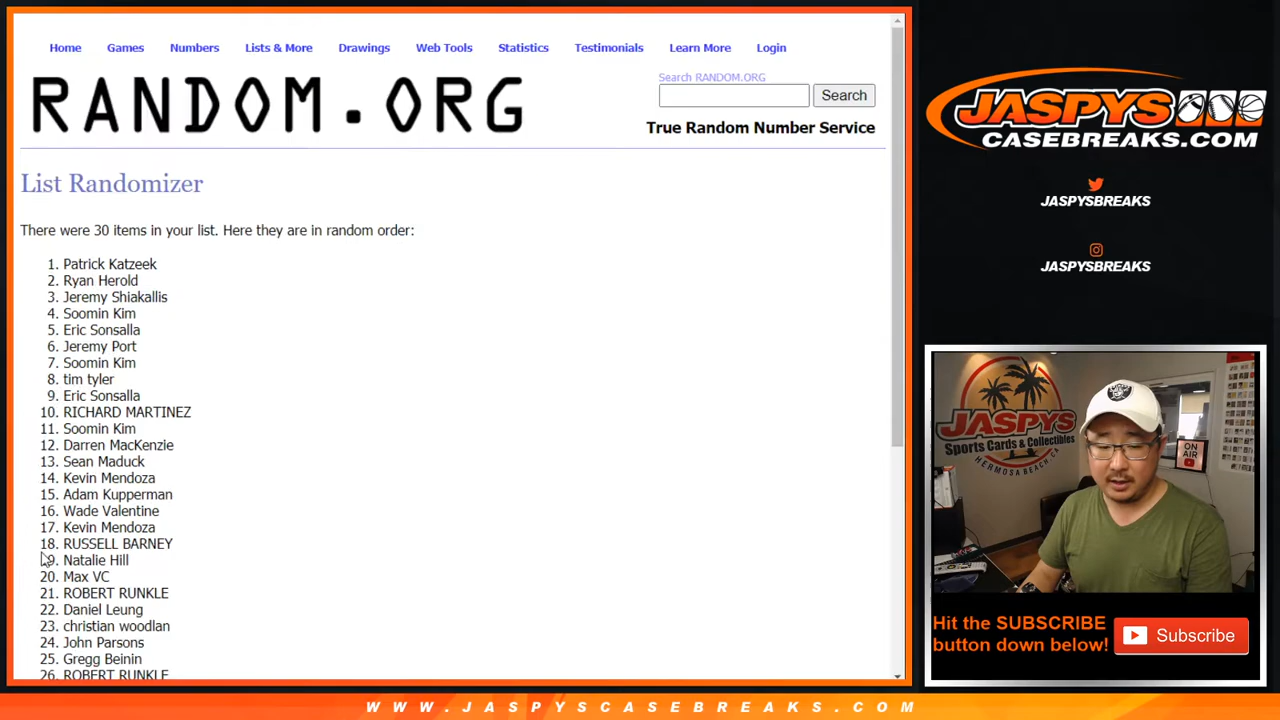 Home Games Numbers Lists & More Drawings Web Tools Statistics Testimonials Learn More Login
RANDOM.ORG
Search RANDOM.ORG
Search
True Random Number Service
List Randomizer
There were 30 items in your list. Here they are in random order:
1. Patrick Katzeek
2. Ryan Herold
3. Jeremy Shiakallis
4. Soomin Kim
5. Eric Sonsalla
6. Jeremy Port
7. Soomin Kim
8. tim tyler
9. Eric Sonsalla
10. RICHARD MARTINEZ
11. Soomin Kim
12. Darren MacKenzie
13. Sean Maduck
14. Kevin Mendoza
15. Adam Kupperman
16. Wade Valentine
17. Kevin Mendoza
18. RUSSELL BARNEY
19. Natalie Hill
20. Max VC
21. ROBERT RUNKLE
22. Daniel Leung
23. christian woodlan
24. John Parsons
25. Gregg Beinin
26. ROBERT RUNKLE
JASPYS
CASEBREAKS.COM
JASPYSBREAKS
JASPYSBREAKS
JASPYS
Sports Cards & Collectibles
HERMOSA BEACH, CA
ON AIR
Hit the SUBSCRIBE
button down below!
Subscribe
WWW.JASPYSCASEBREAKS.COM